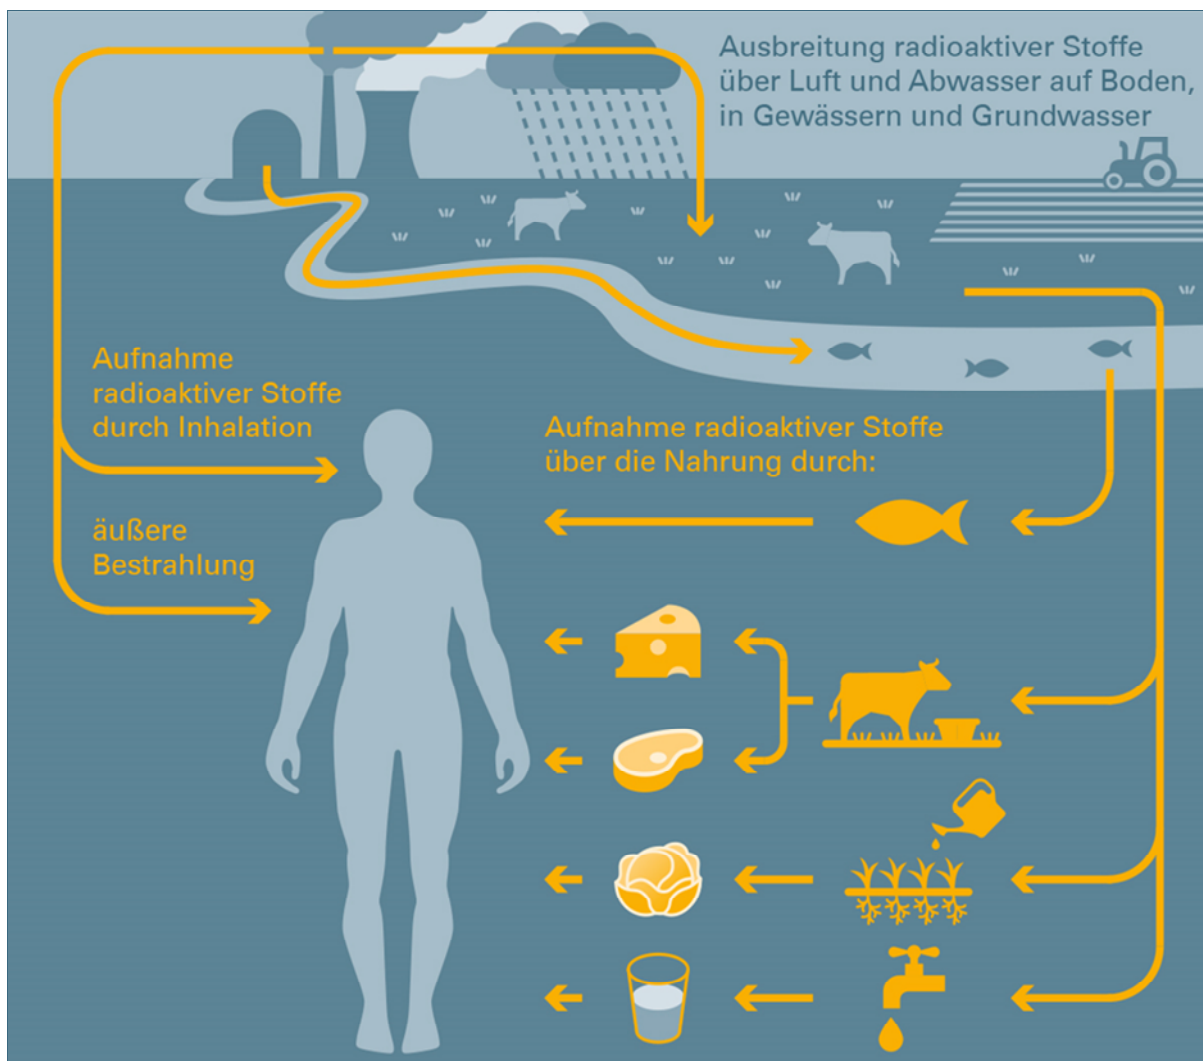 Ausbreitung radioaktiver Stoffe
über Luft und Abwasser auf Boden,
in Gewässern und Grundwasser
Aufnahme
radioaktiver Stoffe
durch Inhalation
äußere
Bestrahlung
Aufnahme radioaktiver Stoffe
über die Nahrung durch: